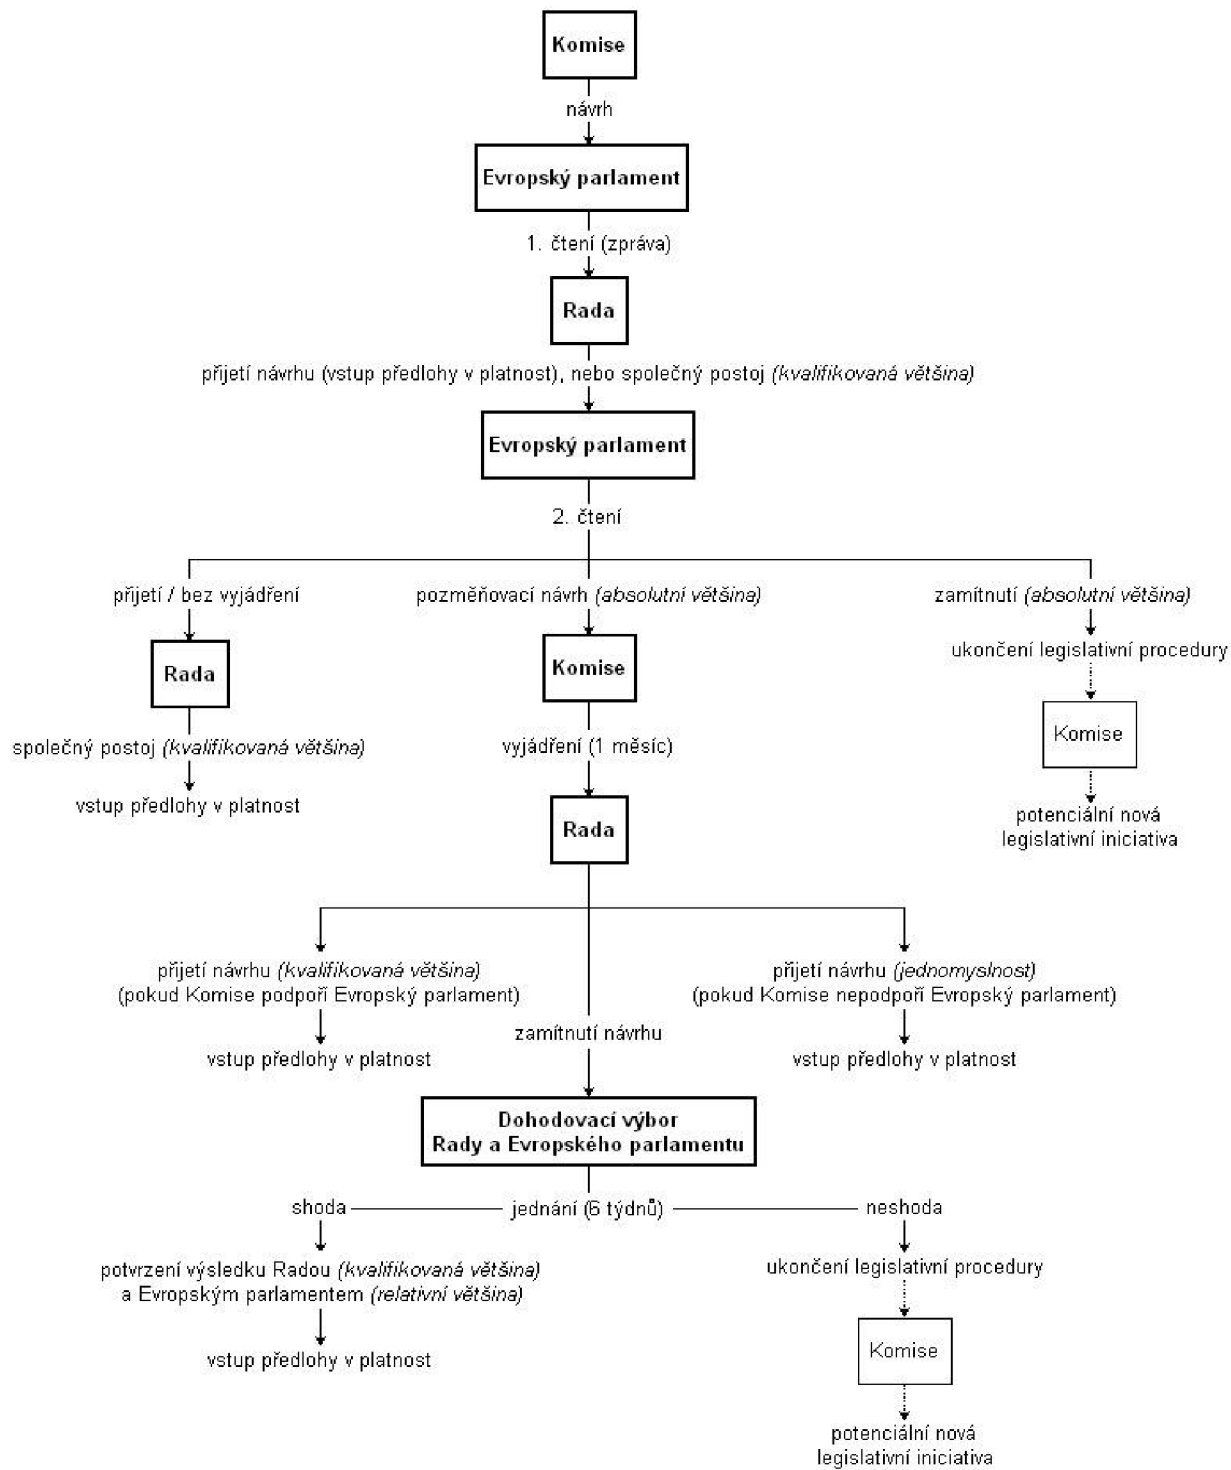 Komise
návrh
Evropský parlament
1. čtení (zpráva)
Rada
přijetí návrhu (vstup předlohy v platnost), nebo společný postoj (kvalifikovaná většina)
Evropský parlament
2. čtení
přijetí / bez vyjádření
pozměňovací návrh (absolutní většina)
zamítnutí (absolutní většina)
Rada
Komise
ukončení legislativní procedury
Komise
společný postoj (kvalifikovaná většina)
vyjádření (1 měsíc)
vstup předlohy v platnost
Rada
potenciální nová
legislativní iniciativa
přijetí návrhu (kvalifikovaná většina)
(pokud Komise podpoří Evropský parlament)
přijetí návrhu (jednomyslnost)
(pokud Komise nepodpoří Evropský parlament)
zamítnutí návrhu
vstup předlohy v platnost
vstup předlohy v platnost
Dohodovací výbor
Rady a Evropského parlamentu
shoda
jednání (6 týdnů)
neshoda
potvrzení výsledku Radou (kvalifikovaná většina)
a Evropským parlamentem (relativní většina)
ukončení legislativní procedury
vstup předlohy v platnost
Komise
potenciální nová
legislativní iniciativa